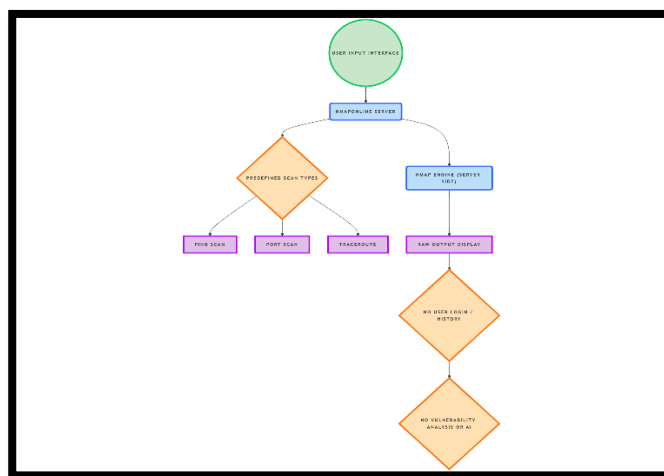 USER INPUT INTERFACE
NMAPONLINE SERVER
PREDEFINED SCAN TYPES
NMAP ENGINE (SERVER
SIDE)
PING SCAN
PORT SCAN
TRACEROUTE
RAW OUTPUT DISPLAY
NO USER LOGIN /
HISTORY
NO VULNERABILITY
ANALYSIS OR AI